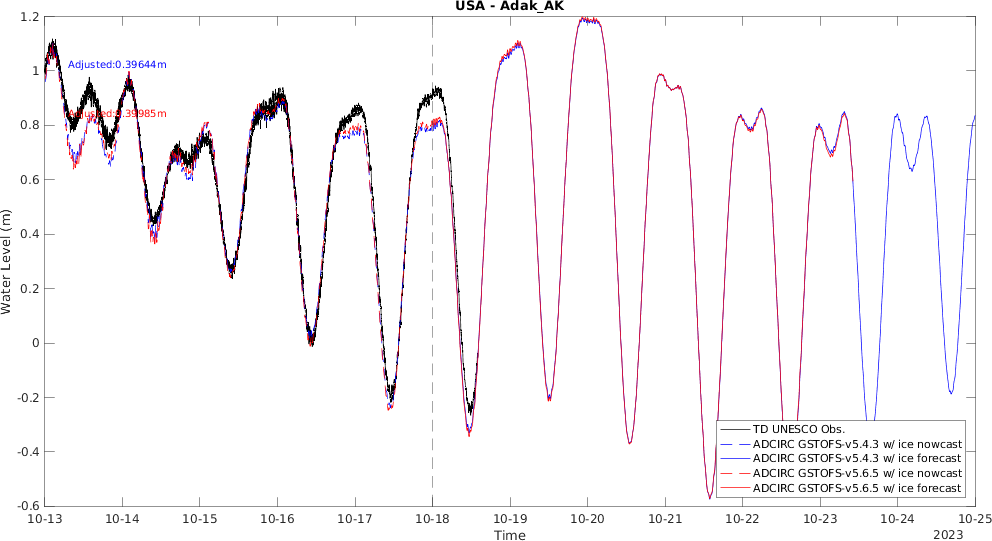 USA - Adak_AK
1.2
1
0.8
0.6
0.4
0.2
0
-0.2
-0.4
-0.6
Water Level (m)
Adjusted:0.39644m
Adjusted:0.39985m
TD UNESCO Obs.
ADCIRC GSTOFS-v5.4.3 w/ ice nowcast
ADCIRC GSTOFS-v5.4.3 w/ ice forecast
ADCIRC GSTOFS-v5.6.5 w/ ice nowcast
ADCIRC GSTOFS-v5.6.5 w/ ice forecast
10-13 10-14 10-15 10-16 10-17 10-18 10-19 10-20 10-21 10-22 10-23 10-24 10-25
Time
2023